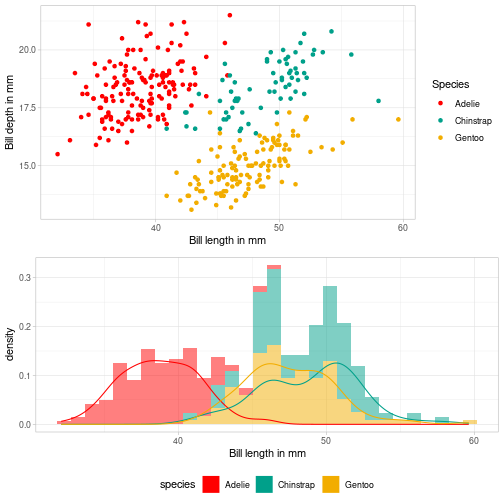 20.0
17.5
15.0
Bill depth in mm
40
50
60
Bill length in mm
Species
Adelie
Chinstrap
Gentoo
0.3
0.2
0.1
0.0
density
40
50
60
Bill length in mm
species Adelie Chinstrap Gentoo